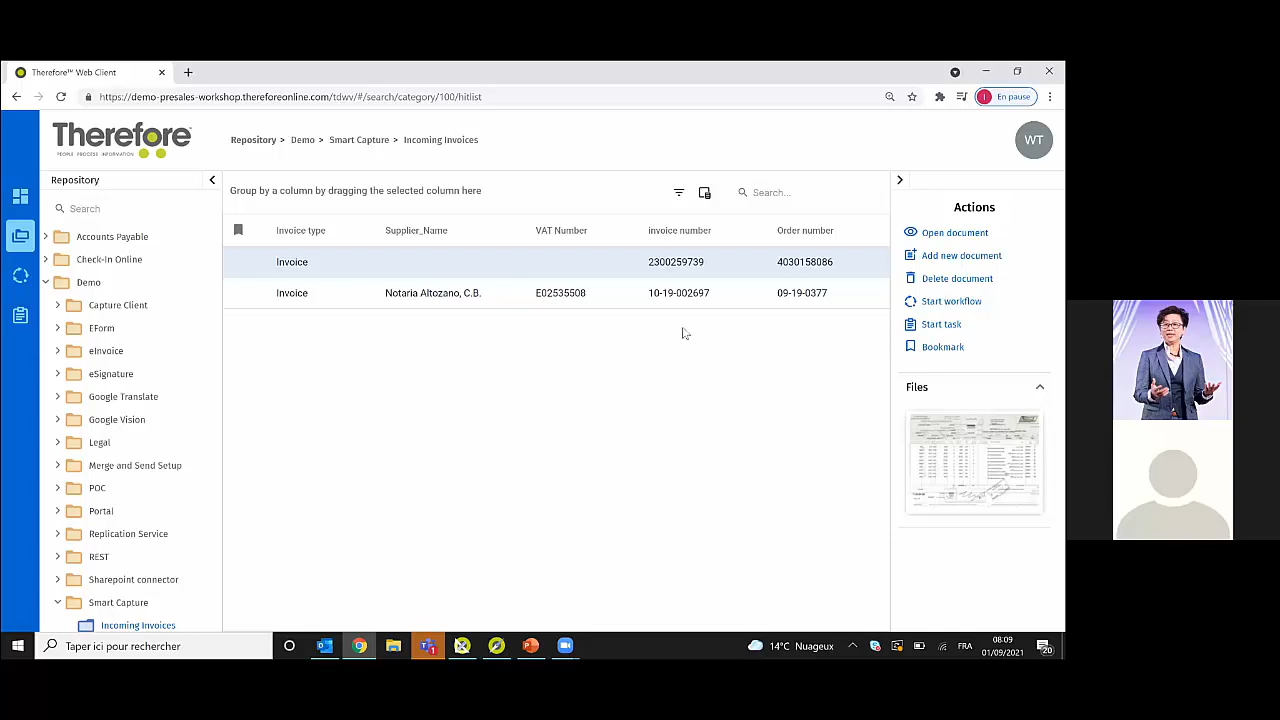 Therefore™ Web Client
https://demo-presales-workshop.thereforeonline.com/tdwv/#/search/category/100/hitlist
En pause
Therefore
PEOPLE PROCESS INFORMATION
Repository > Demo > Smart Capture > Incoming Invoices
WT
Repository
Search
Accounts Payable
Check-In Online
Demo
Capture Client
EForm
eInvoice
eSignature
Google Translate
Google Vision
Legal
Merge and Send Setup
POC
Portal
Replication Service
REST
Sharepoint connector
Smart Capture
Incoming Invoices
Group by a column by dragging the selected column here
Search...
Invoice type Supplier_Name VAT Number invoice number Order number
Invoice 2300259739 4030158086
Invoice Notaria Altozano, C.B. E02535508 10-19-002697 09-19-0377
Actions
Open document
Add new document
Delete document
Start workflow
Start task
Bookmark
Files
Taper ici pour rechercher
14°C Nuageux
FRA
08:09
01/09/2021
20